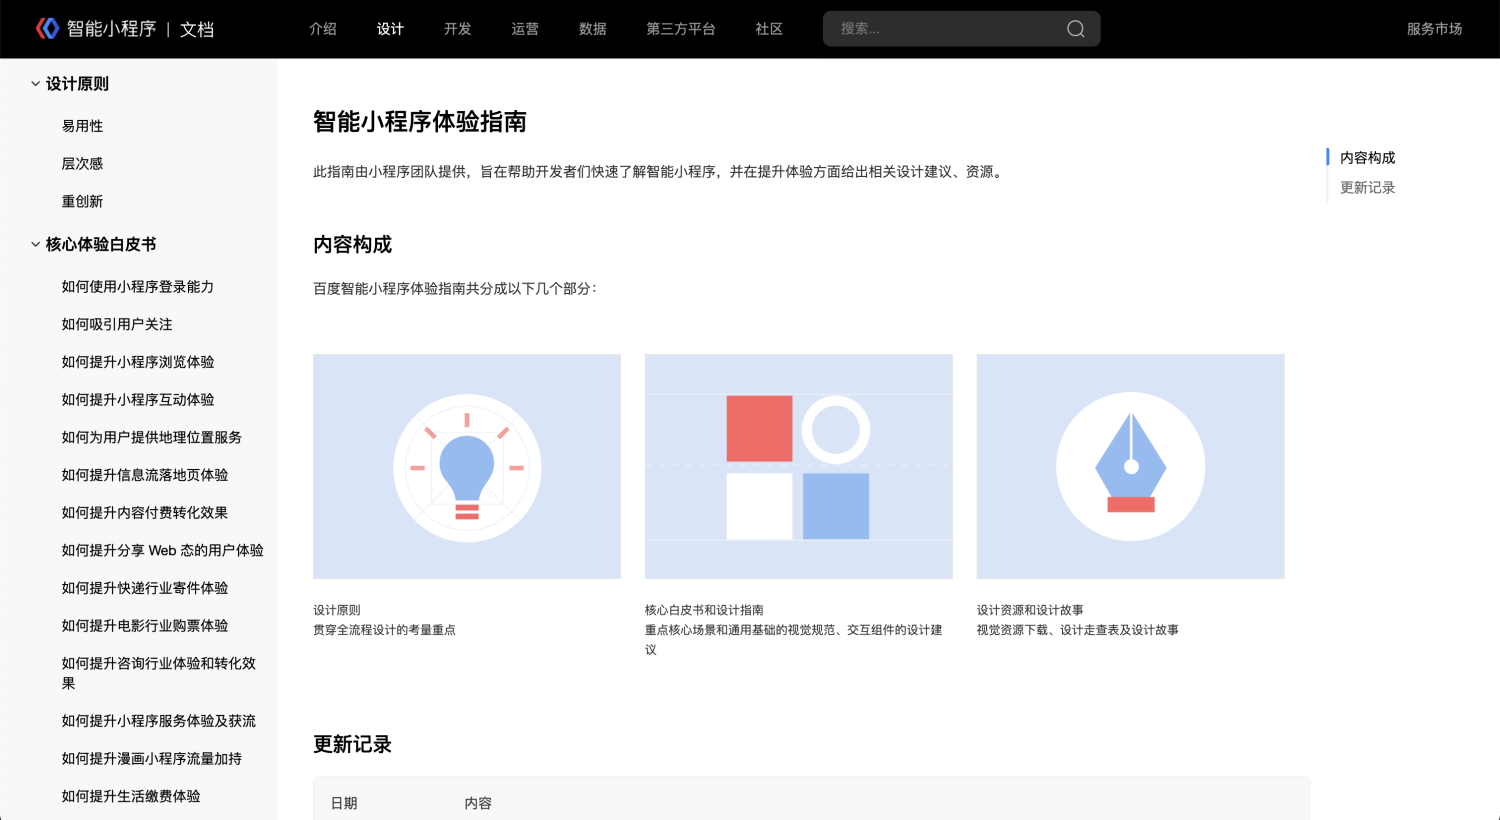 智能小程序 | 文档
介绍
设计
开发
运营
数据
第三方平台
社区
搜索...
服务市场
设计原则
易用性
层次感
重创新
核心体验白皮书
如何使用小程序登录能力
如何吸引用户关注
如何提升小程序浏览体验
如何提升小程序互动体验
如何为用户提供地理位置服务
如何提升信息流落地页体验
如何提升内容付费转化效果
如何提升分享 Web 态的用户体验
如何提升快递行业寄件体验
如何提升电影行业购票体验
如何提升咨询行业体验和转化效
果
如何提升小程序服务体验及获流
如何提升漫画小程序流量加持
如何提升生活缴费体验
智能小程序体验指南
此指南由小程序团队提供，旨在帮助开发者们快速了解智能小程序，并在提升体验方面给出相关设计建议、资源。
内容构成
百度智能小程序体验指南共分成以下几个部分：
设计原则
贯穿全流程设计的考量重点
核心白皮书和设计指南
重点核心场景和通用基础的视觉规范、交互组件的设计建
议
设计资源和设计故事
视觉资源下载、设计走查表及设计故事
更新记录
日期
内容
内容构成
更新记录